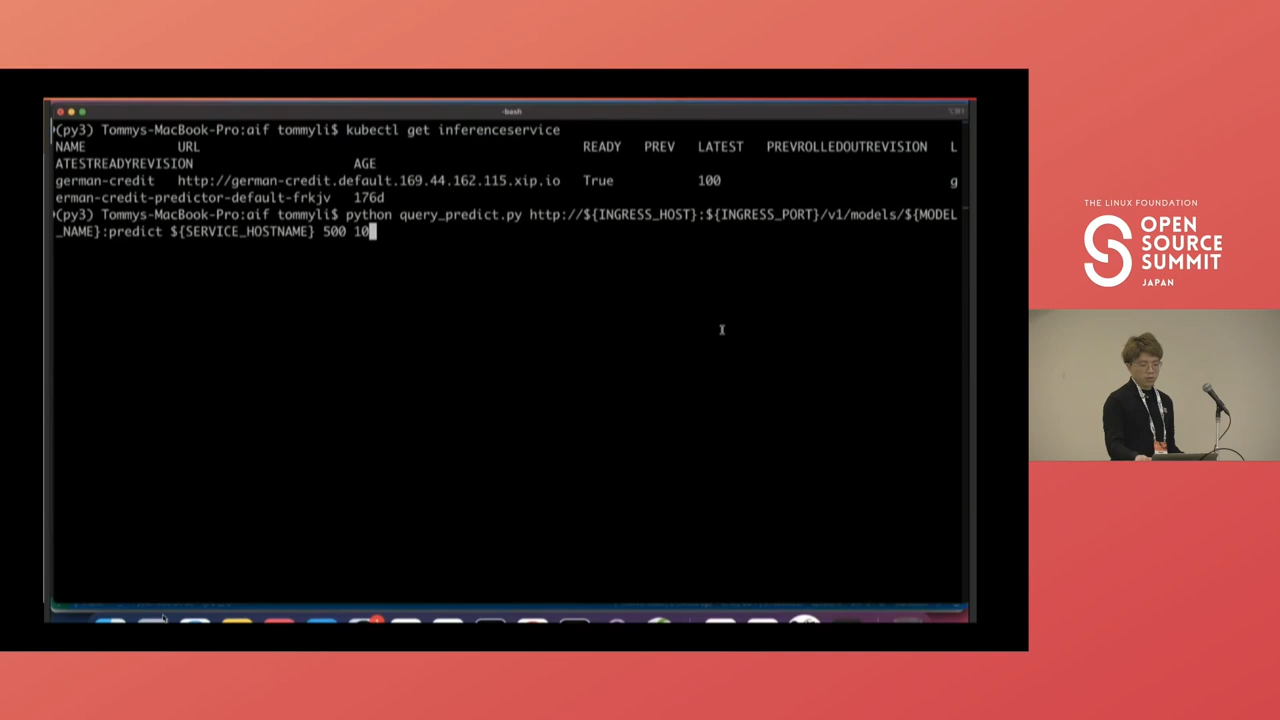 -bash
(py3) Tommys-MacBook-Pro:aif tommyli$ kubectl get inferenceservice
NAME URL READY PREV LATEST PREVROLLEDOUTREVISION L
ATESTREADYREVISION AGE
german-credit http://german-credit.default.169.44.162.115.xip.io True 100 g
erman-credit-predictor-default-frkjv 176d
(py3) Tommys-MacBook-Pro:aif tommyli$ python query_predict.py http://${INGRESS_HOST}:${INGRESS_PORT}/v1/models/${MODEL
_NAME}:predict ${SERVICE_HOSTNAME} 500 10
THE LINUX FOUNDATION
OPEN
SOURCE
SUMMIT
JAPAN